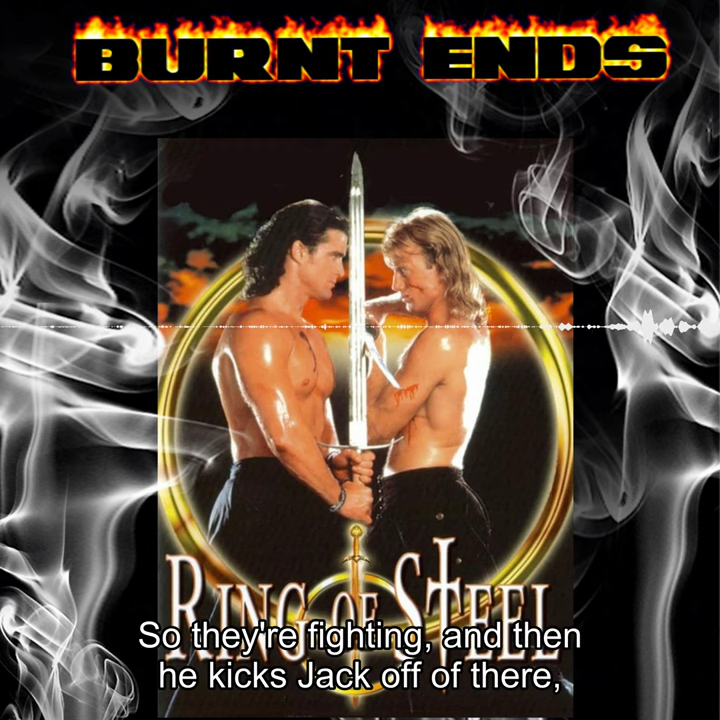 BURNT ENDS
RING OF STEEL
So they're fighting, and then
he kicks Jack off of there,